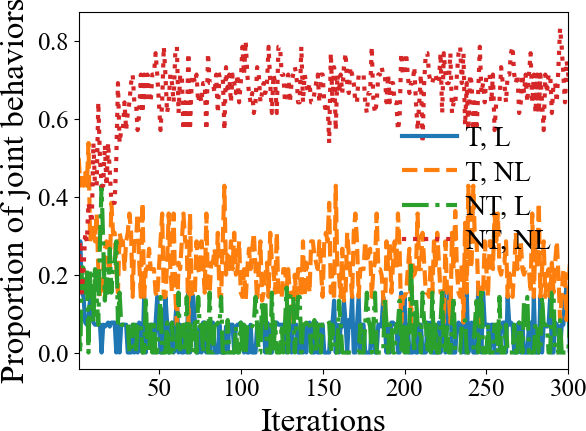 Proportion of joint behaviors
0.8
0.6
0.4
0.2
0.0
T, L
T, NL
NT, L
NT, NL
50
100
150
200
250
300
Iterations